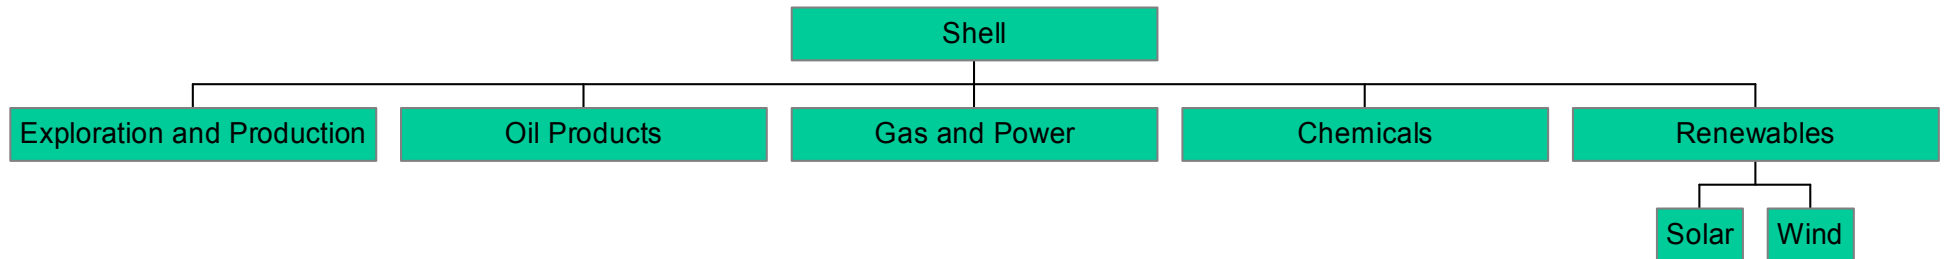 Shell
Exploration and Production
Oil Products
Gas and Power
Chemicals
Renewables
Solar
Wind